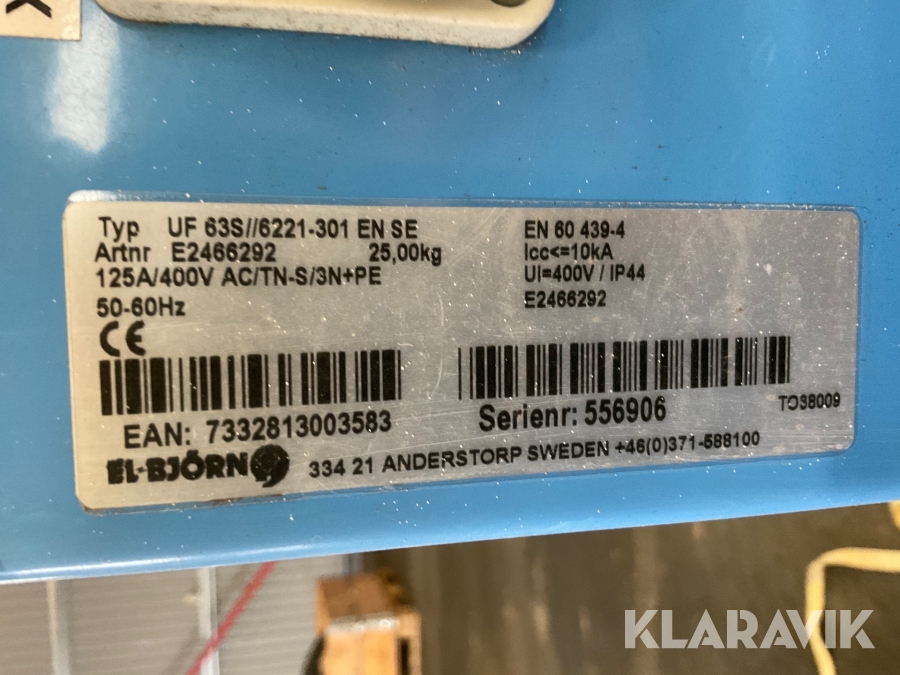 K
Typ UF 63S//6221-301 EN SE
Artnr E2466292 25,00kg
125A/400V AC/TN-S/3N+PE
50-60Hz
EN 60 439-4
Icc<=10kA
UI=400V / IP44
E2466292
CE
EAN: 7332813003583
Serienr: 556906
TO38009
EL-BJÖRN
334 21 ANDERSTORP SWEDEN +46(0)371-588100
KLARAVIK